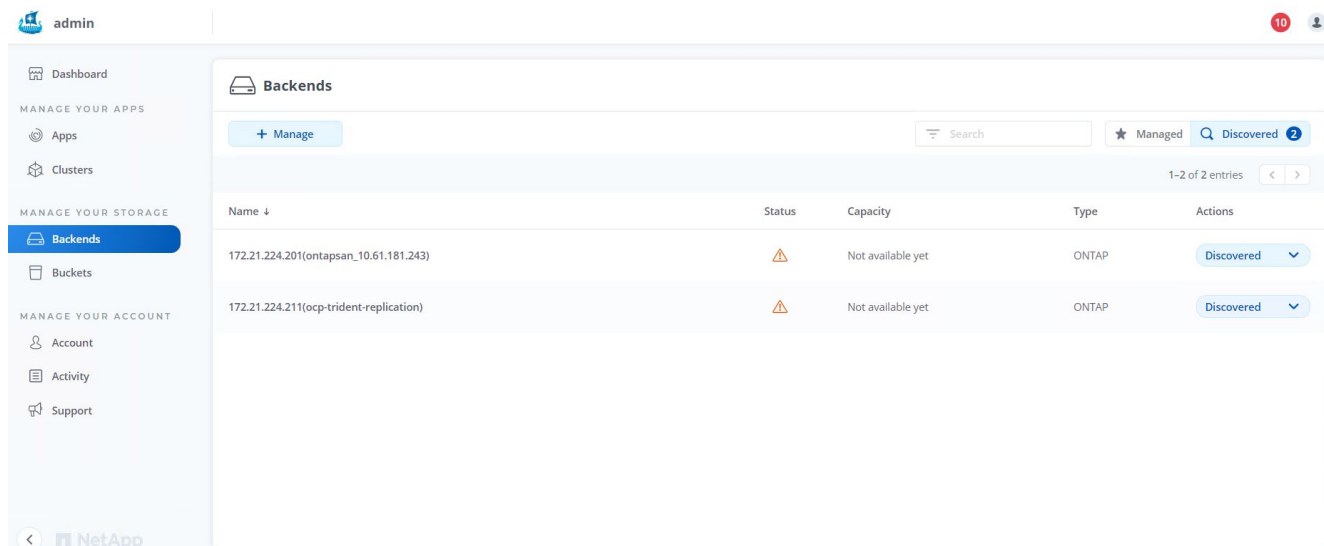 admin
10
Dashboard
MANAGE YOUR APPS
Apps
Clusters
MANAGE YOUR STORAGE
Backends
Buckets
MANAGE YOUR ACCOUNT
Account
Activity
Support
NetApp
Backends
+ Manage
Search
Managed
Discovered 2
1–2 of 2 entries
Name ↓ Status Capacity Type Actions
172.21.224.201(ontapsan_10.61.181.243) Not available yet ONTAP Discovered
172.21.224.211(ocp-trident-replication) Not available yet ONTAP Discovered